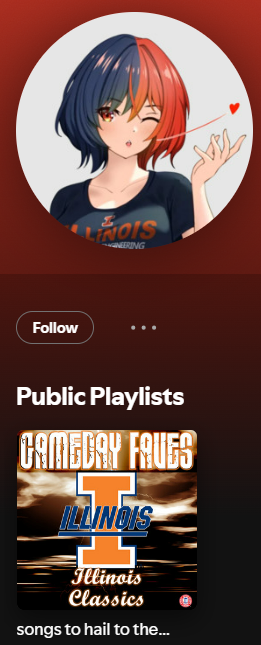 I
ILLINOIS
ENGINEERING
Follow
Public Playlists
GAMEDAY FAVES
ILLINOIS
Illinois
Classics
songs to hail to the...